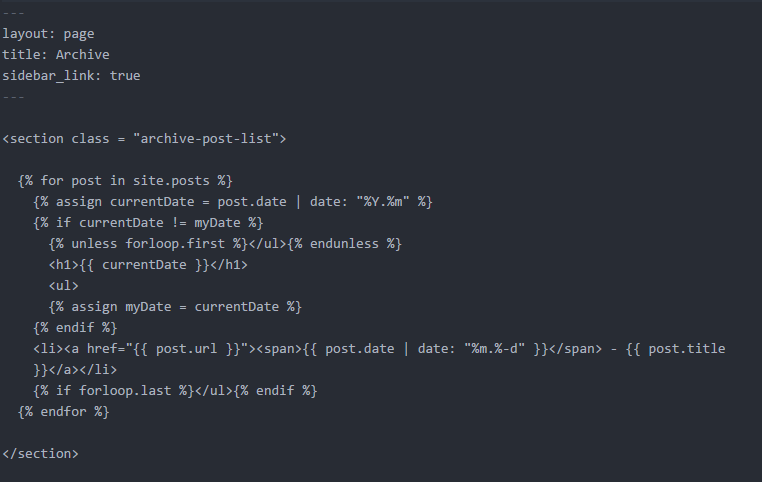 ---
layout: page
title: Archive
sidebar_link: true
---
<section class = "archive-post-list">
{% for post in site.posts %}
{% assign currentDate = post.date | date: "%Y.%m" %}
{% if currentDate != myDate %}
{% unless forloop.first %}</ul>{% endunless %}
<h1>{{ currentDate }}</h1>
<ul>
{% assign myDate = currentDate %}
{% endif %}
<li><a href="{{ post.url }}"><span>{{ post.date | date: "%m.%-d" }}</span> - {{ post.title
}}</a></li>
{% if forloop.last %}</ul>{% endif %}
{% endfor %}
</section>